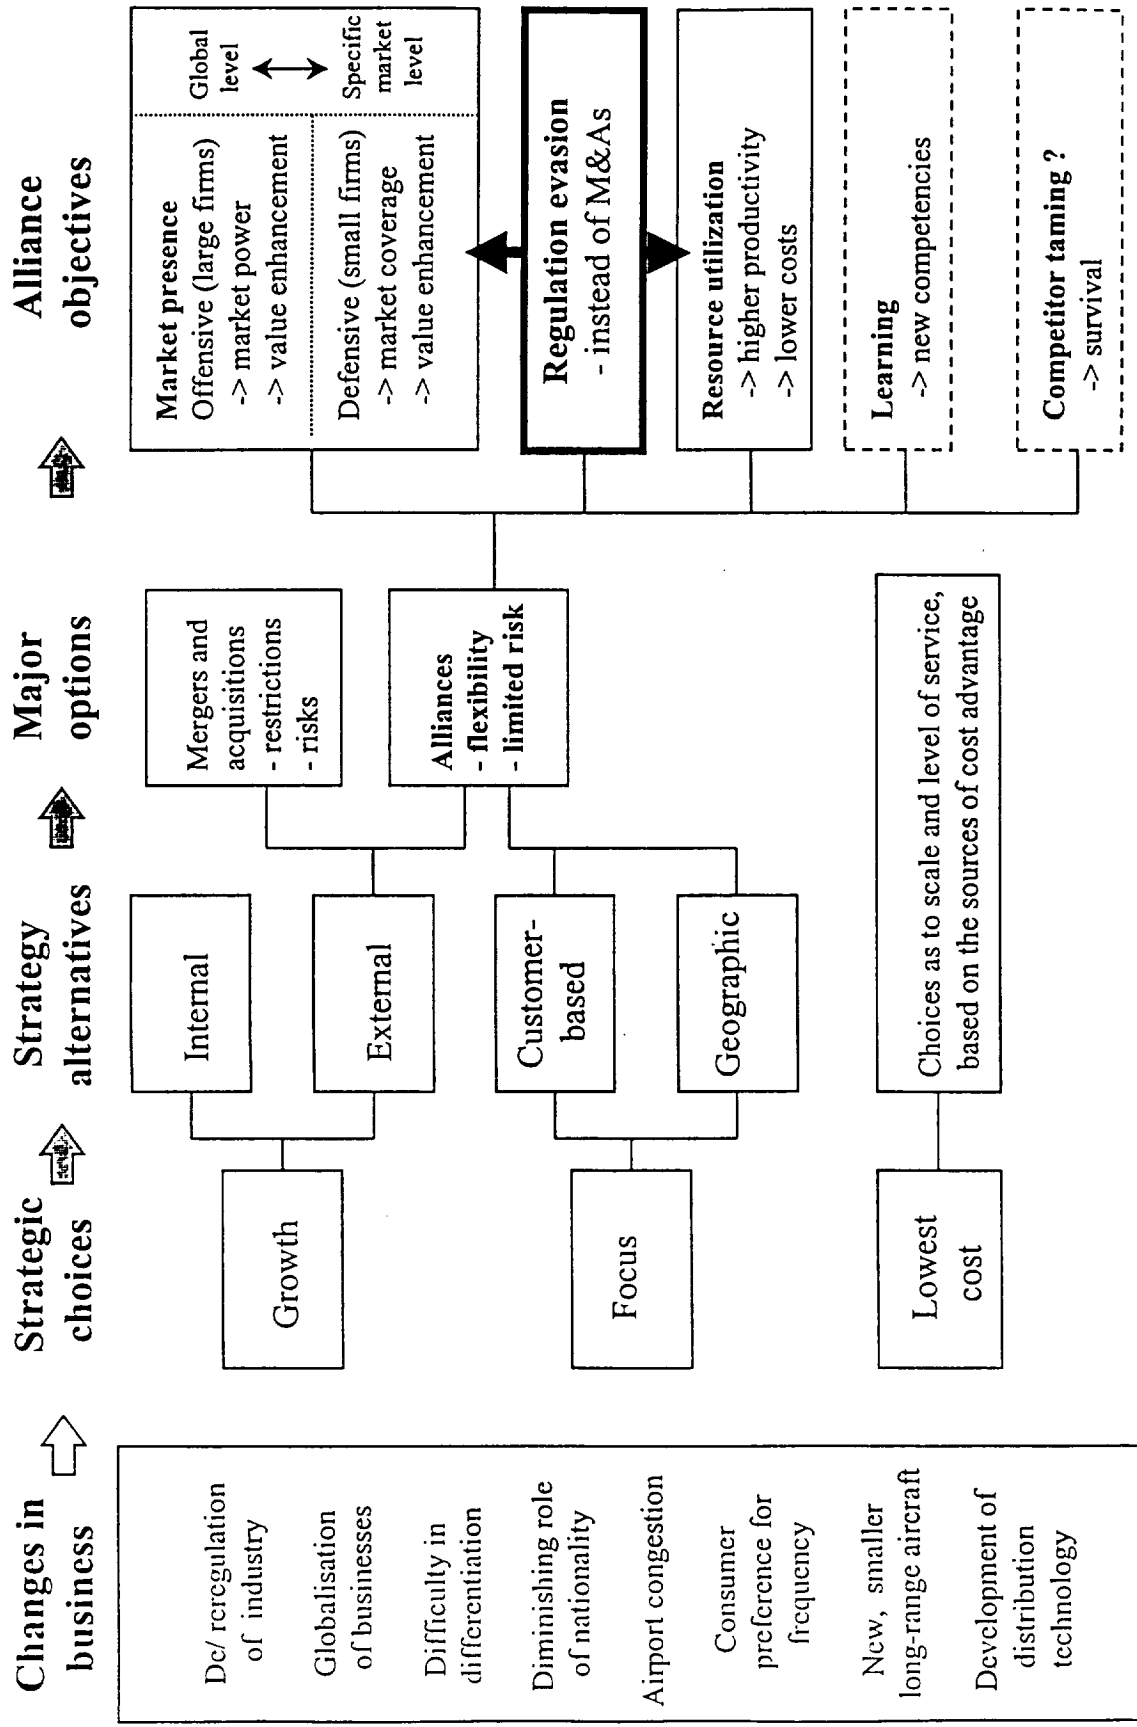 Changes in
business
Strategic
choices
Strategy
alternatives
Major
options
Alliance
objectives
De/ reregulation
of industry
Globalisation
of businesses
Difficulty in
differentiation
Diminishing role
of nationality
Airport congestion
Consumer
preference for
frequency
New, smaller
long-range aircraft
Development of
distribution
technology
Growth
Focus
Lowest
cost
Internal
External
Customer-
based
Geographic
Choices as to scale and level of service,
based on the sources of cost advantage
Mergers and
acquisitions
- restrictions
- risks
Alliances
- flexibility
- limited risk
Market presence
Offensive (large firms)
-> market power
-> value enhancement
Defensive (small firms)
-> market coverage
-> value enhancement
Global
level
Specific
market
level
Regulation evasion
- instead of M&As
Resource utilization
-> higher productivity
-> lower costs
Learning
-> new competencies
Competitor taming ?
-> survival